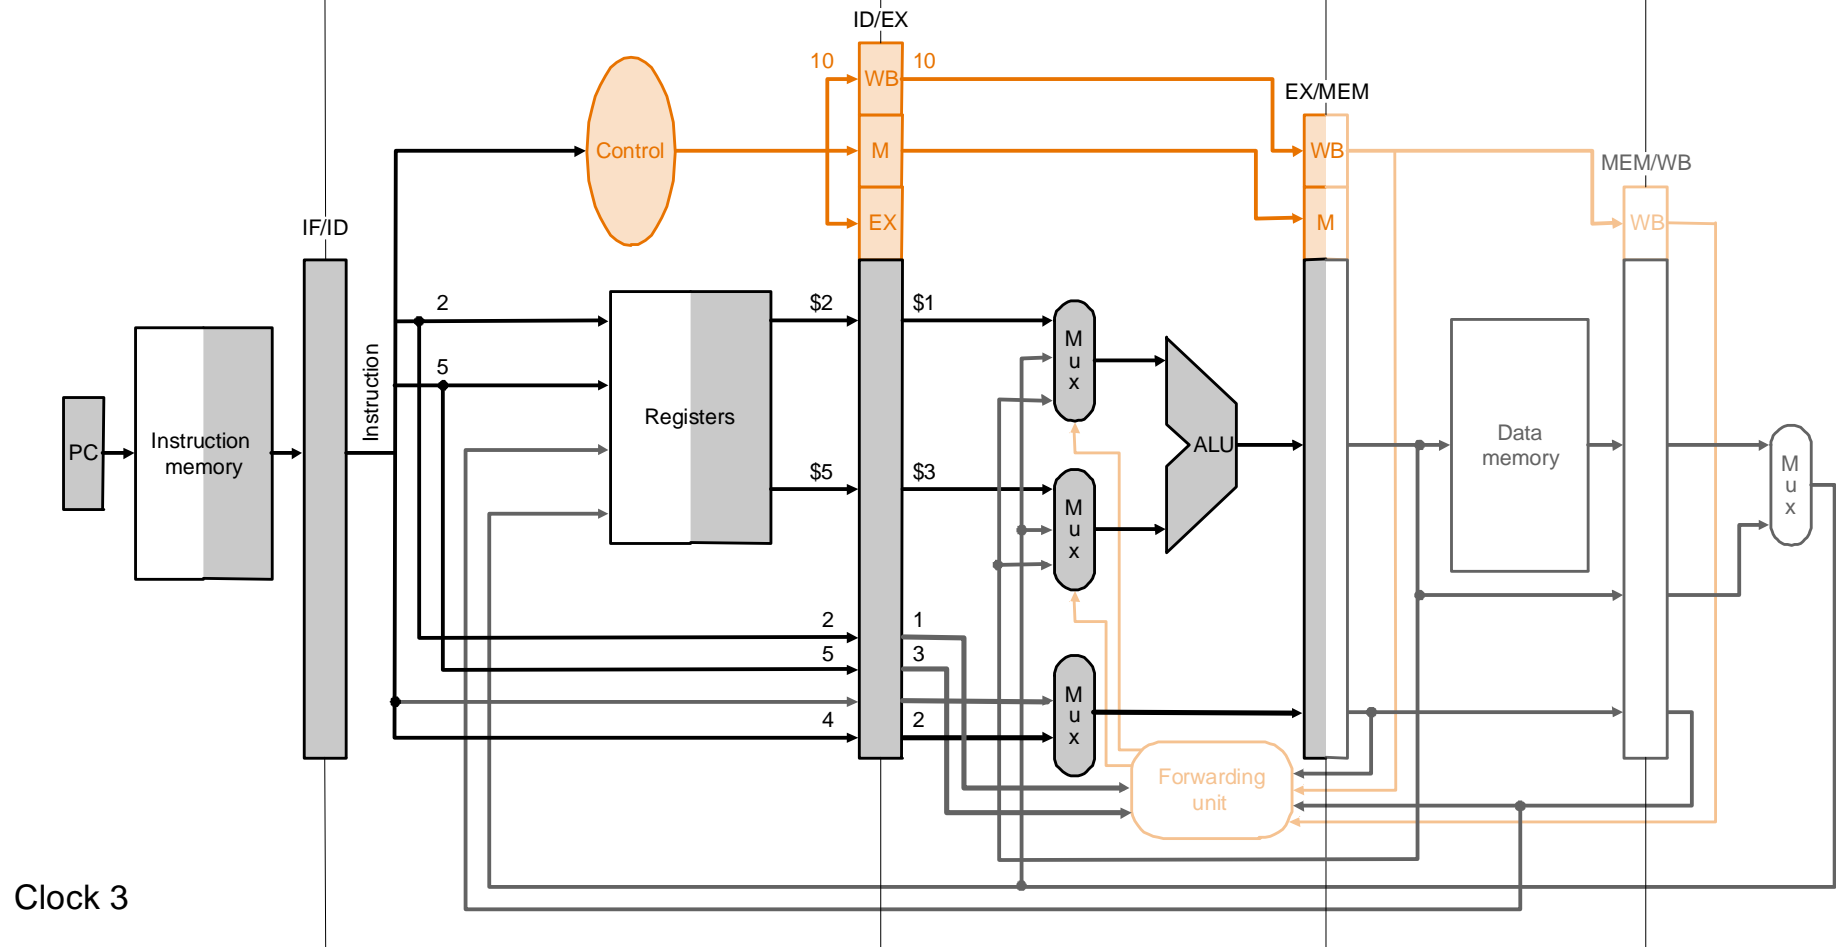 ID/EX
10
WB
10
EX/MEM
Control
M
WB
MEM/WB
EX
M
WB
IF/ID
2
$2
$1
M
u
x
5
Instruction
Registers
ALU
PC
Instruction
memory
Data
memory
M
u
x
$5
$3
M
u
x
2
1
5
3
4
2
M
u
x
Forwarding
unit
Clock 3